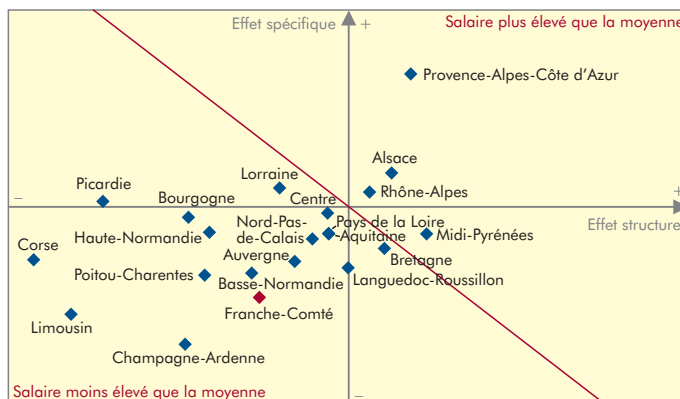 Effet spécifique
+
Salaire plus élevé que la moyenne
Provence-Alpes-Côte d’Azur
Alsace
Lorraine
Rhône-Alpes
Picardie
Bourgogne
Centre
–
+
Nord-Pas-
de-Calais
Pays de la Loire
Effet structurel
Haute-Normandie
Aquitaine
Midi-Pyrénées
Corse
Auvergne
Bretagne
Poitou-Charentes
Basse-Normandie
Languedoc-Roussillon
Franche-Comté
Limousin
Champagne-Ardenne
Salaire moins élevé que la moyenne
–